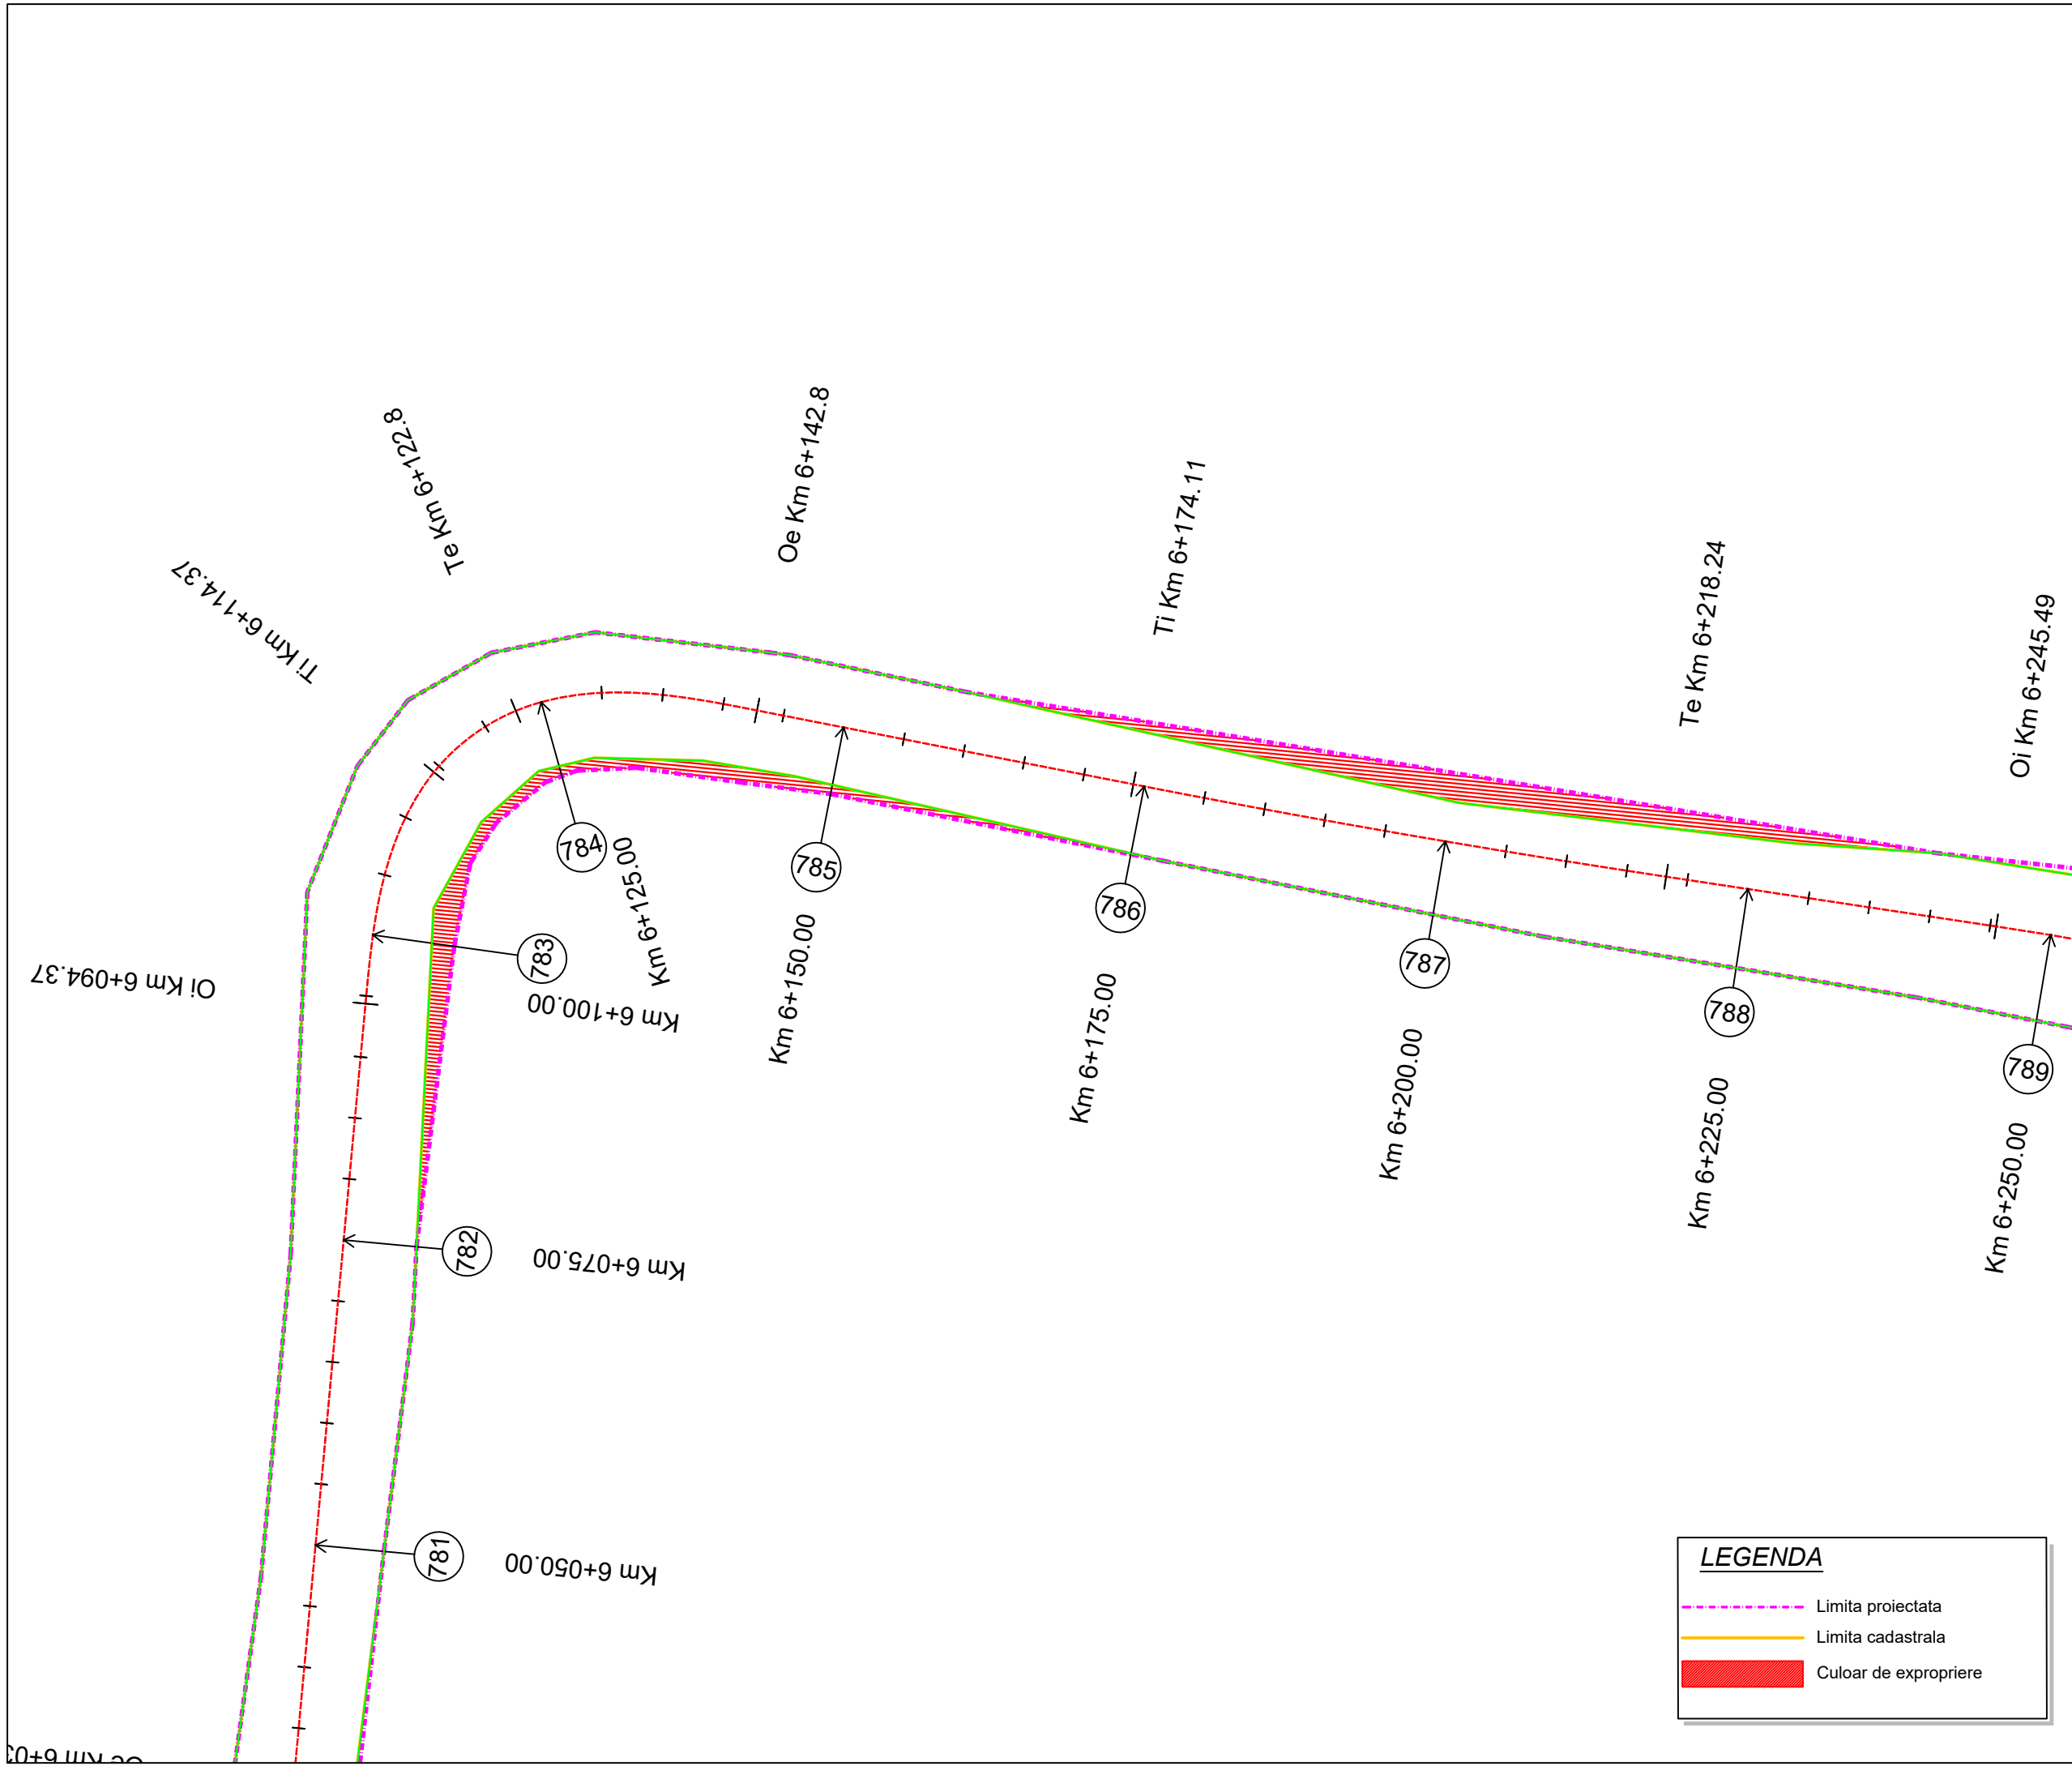 Te Km 6+122.8
Oe Km 6+142.8
Ti Km 6+174.11
Ti Km 6+114.37
Te Km 6+218.24
Oi Km 6+245.49
Oi Km 6+094.37
784
Km 6+125.00
785
Km 6+150.00
786
Km 6+175.00
783
Km 6+100.00
787
Km 6+200.00
788
Km 6+225.00
789
Km 6+250.00
782
Km 6+075.00
781
Km 6+050.00
Km 6+03
LEGENDA
Limita proiectata
Limita cadastrala
Culoar de expropriere